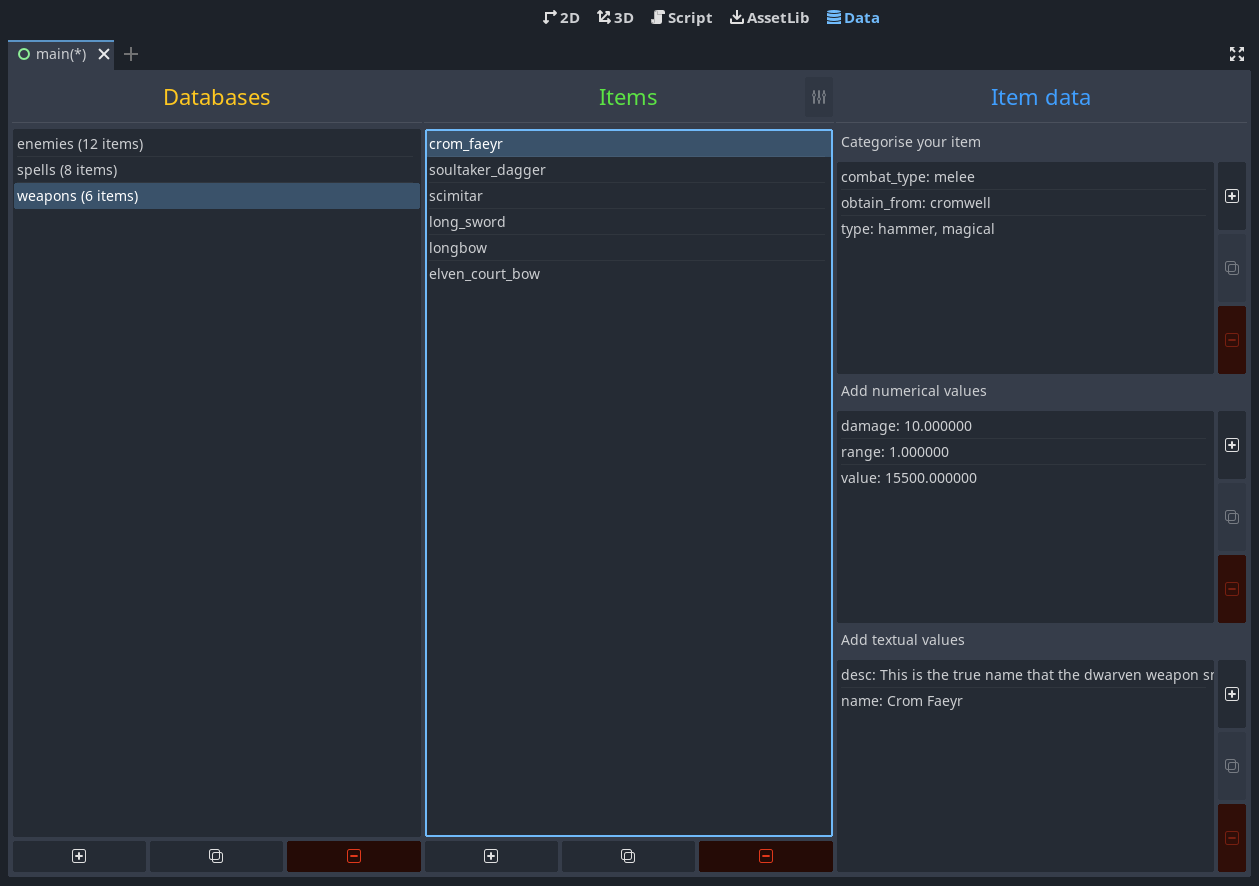 2D 3D Script AssetLib Data
main(*)
Databases
enemies (12 items)
spells (8 items)
weapons (6 items)
Items
crom_faeyr
soultaker_dagger
scimitar
long_sword
longbow
elven_court_bow
Item data
Categorise your item
combat_type: melee
obtain_from: cromwell
type: hammer, magical
Add numerical values
damage: 10.000000
range: 1.000000
value: 15500.000000
Add textual values
desc: This is the true name that the dwarven weapon
name: Crom Faeyr